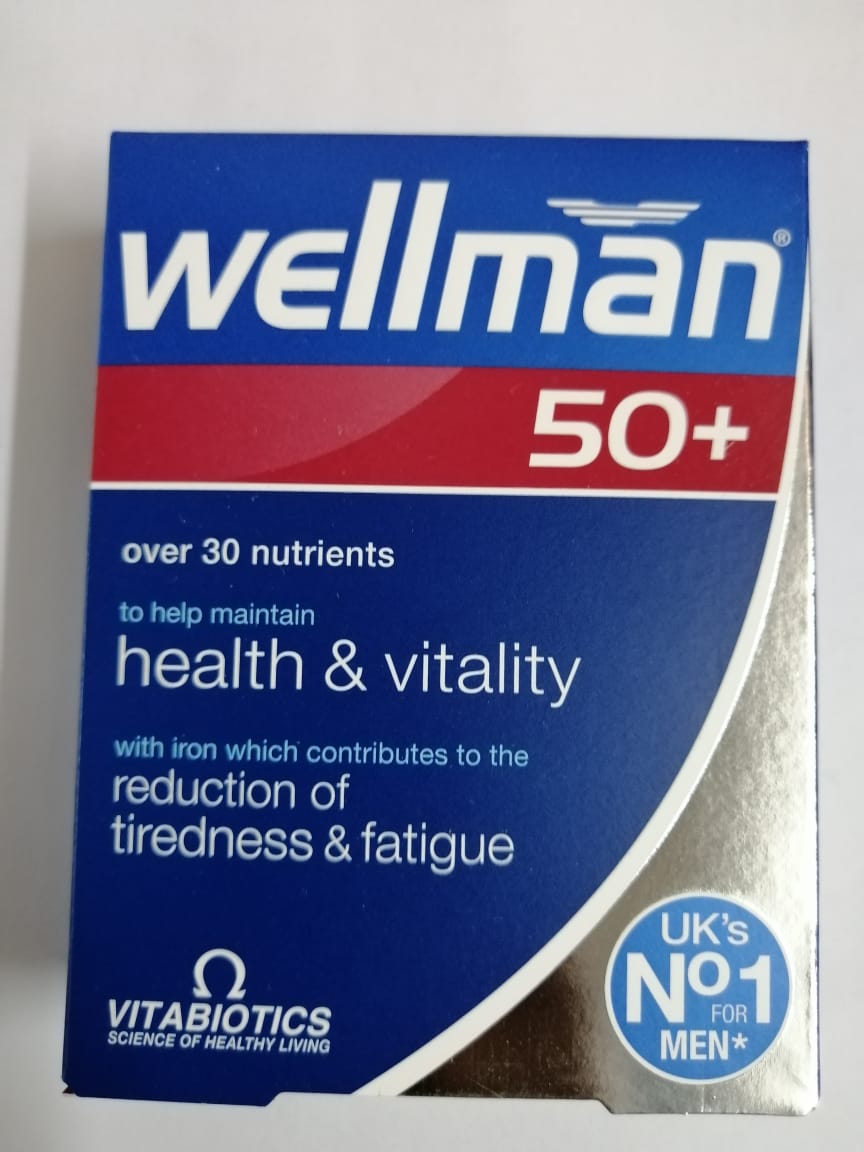 wellman®
50+
over 30 nutrients
to help maintain
health & vitality
with iron which contributes to the
reduction of
tiredness & fatigue
VITABIOTICS
SCIENCE OF HEALTHY LIVING
UK's
Nº1
FOR
MEN*